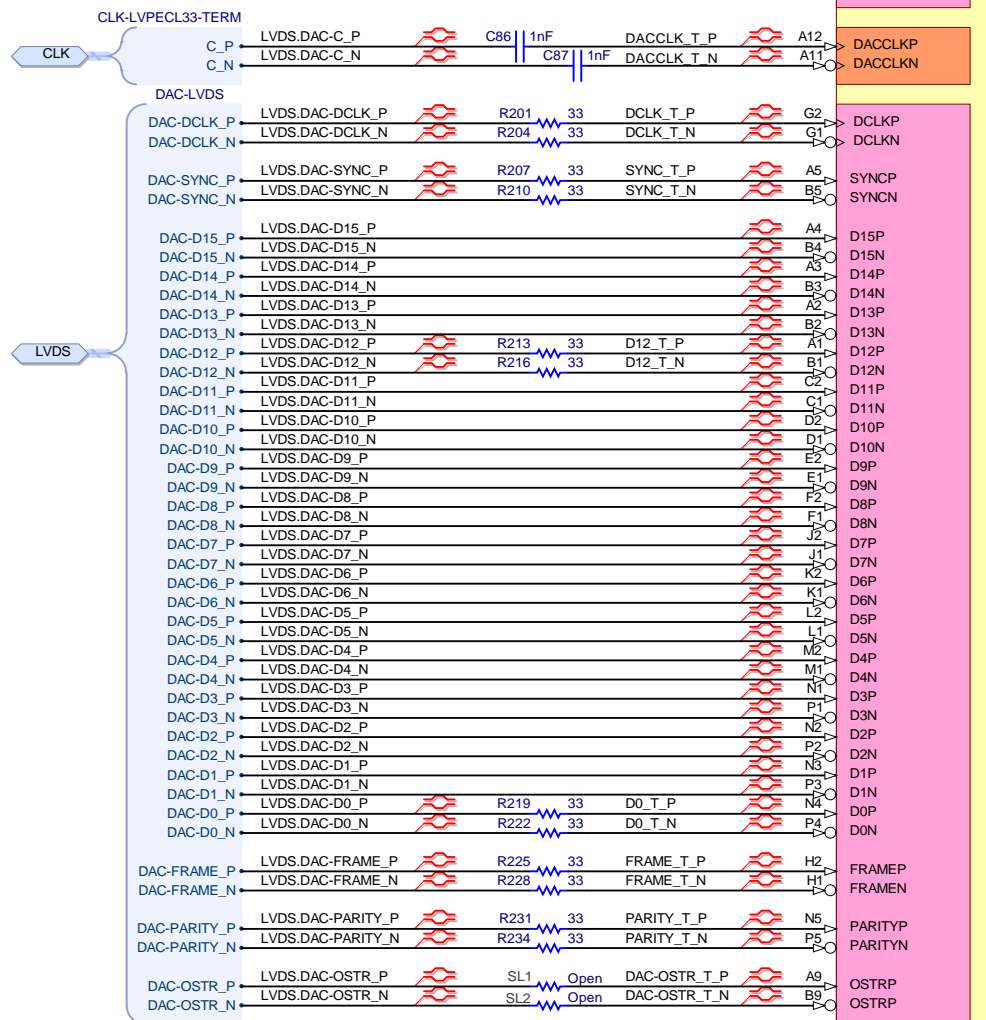 CLK-LVPECL33-TERM
CLK
C_P LVDS.DAC-C_P C86 1nF DACCLK_T_P A12 DACCLKP
C_N LVDS.DAC-C_N C87 1nF DACCLK_T_N A11 DACCLKN
DAC-LVDS
DAC-DCLK_P LVDS.DAC-DCLK_P R201 33 DCLK_T_P G2 DCLKP
DAC-DCLK_N LVDS.DAC-DCLK_N R204 33 DCLK_T_N G1 DCLKN
DAC-SYNC_P LVDS.DAC-SYNC_P R207 33 SYNC_T_P A5 SYNCP
DAC-SYNC_N LVDS.DAC-SYNC_N R210 33 SYNC_T_N B5 SYNCN
DAC-D15_P LVDS.DAC-D15_P A4 D15P
DAC-D15_N LVDS.DAC-D15_N B4 D15N
DAC-D14_P LVDS.DAC-D14_P A3 D14P
DAC-D14_N LVDS.DAC-D14_N B3 D14N
DAC-D13_P LVDS.DAC-D13_P A2 D13P
DAC-D13_N LVDS.DAC-D13_N B2 D13N
LVDS
DAC-D12_P LVDS.DAC-D12_P R213 33 D12_T_P A1 D12P
DAC-D12_N LVDS.DAC-D12_N R216 33 D12_T_N B1 D12N
DAC-D11_P LVDS.DAC-D11_P C2 D11P
DAC-D11_N LVDS.DAC-D11_N C1 D11N
DAC-D10_P LVDS.DAC-D10_P D2 D10P
DAC-D10_N LVDS.DAC-D10_N D1 D10N
DAC-D9_P LVDS.DAC-D9_P E2 D9P
DAC-D9_N LVDS.DAC-D9_N E1 D9N
DAC-D8_P LVDS.DAC-D8_P F2 D8P
DAC-D8_N LVDS.DAC-D8_N F1 D8N
DAC-D7_P LVDS.DAC-D7_P J2 D7P
DAC-D7_N LVDS.DAC-D7_N J1 D7N
DAC-D6_P LVDS.DAC-D6_P K2 D6P
DAC-D6_N LVDS.DAC-D6_N K1 D6N
DAC-D5_P LVDS.DAC-D5_P L2 D5P
DAC-D5_N LVDS.DAC-D5_N L1 D5N
DAC-D4_P LVDS.DAC-D4_P M2 D4P
DAC-D4_N LVDS.DAC-D4_N M1 D4N
DAC-D3_P LVDS.DAC-D3_P N1 D3P
DAC-D3_N LVDS.DAC-D3_N P1 D3N
DAC-D2_P LVDS.DAC-D2_P N2 D2P
DAC-D2_N LVDS.DAC-D2_N P2 D2N
DAC-D1_P LVDS.DAC-D1_P N3 D1P
DAC-D1_N LVDS.DAC-D1_N P3 D1N
DAC-D0_P LVDS.DAC-D0_P R219 33 D0_T_P N4 D0P
DAC-D0_N LVDS.DAC-D0_N R222 33 D0_T_N P4 D0N
DAC-FRAME_P LVDS.DAC-FRAME_P R225 33 FRAME_T_P H2 FRAMEP
DAC-FRAME_N LVDS.DAC-FRAME_N R228 33 FRAME_T_N H1 FRAMEN
DAC-PARITY_P LVDS.DAC-PARITY_P R231 33 PARITY_T_P N5 PARITYP
DAC-PARITY_N LVDS.DAC-PARITY_N R234 33 PARITY_T_N P5 PARITYN
DAC-OSTR_P LVDS.DAC-OSTR_P SL1 Open DAC-OSTR_T_P A9 OSTRP
DAC-OSTR_N LVDS.DAC-OSTR_N SL2 Open DAC-OSTR_T_N B9 OSTRP